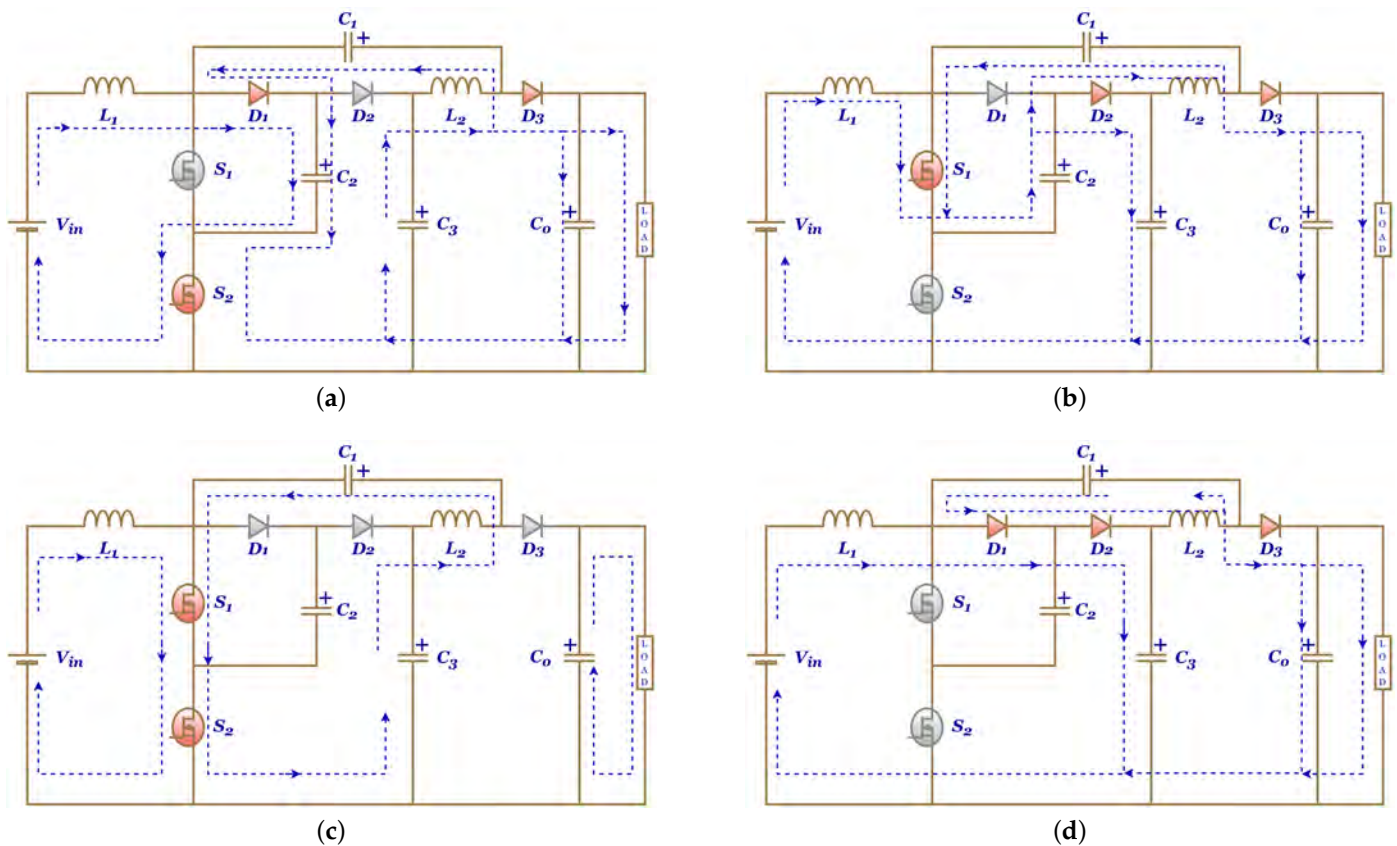 C1 +
L1 D1 D2 L2 D3
S1 + C2
Vin + C3 + Co LOAD
S2
(a)
C1 +
L1 D1 D2 L2 D3
S1 + C2
Vin + C3 + Co LOAD
S2
(b)
C1 +
L1 D1 D2 L2 D3
S1 + C2
Vin + C3 + Co LOAD
S2
(c)
C1 +
L1 D1 D2 L2 D3
S1 + C2
Vin + C3 + Co LOAD
S2
(d)